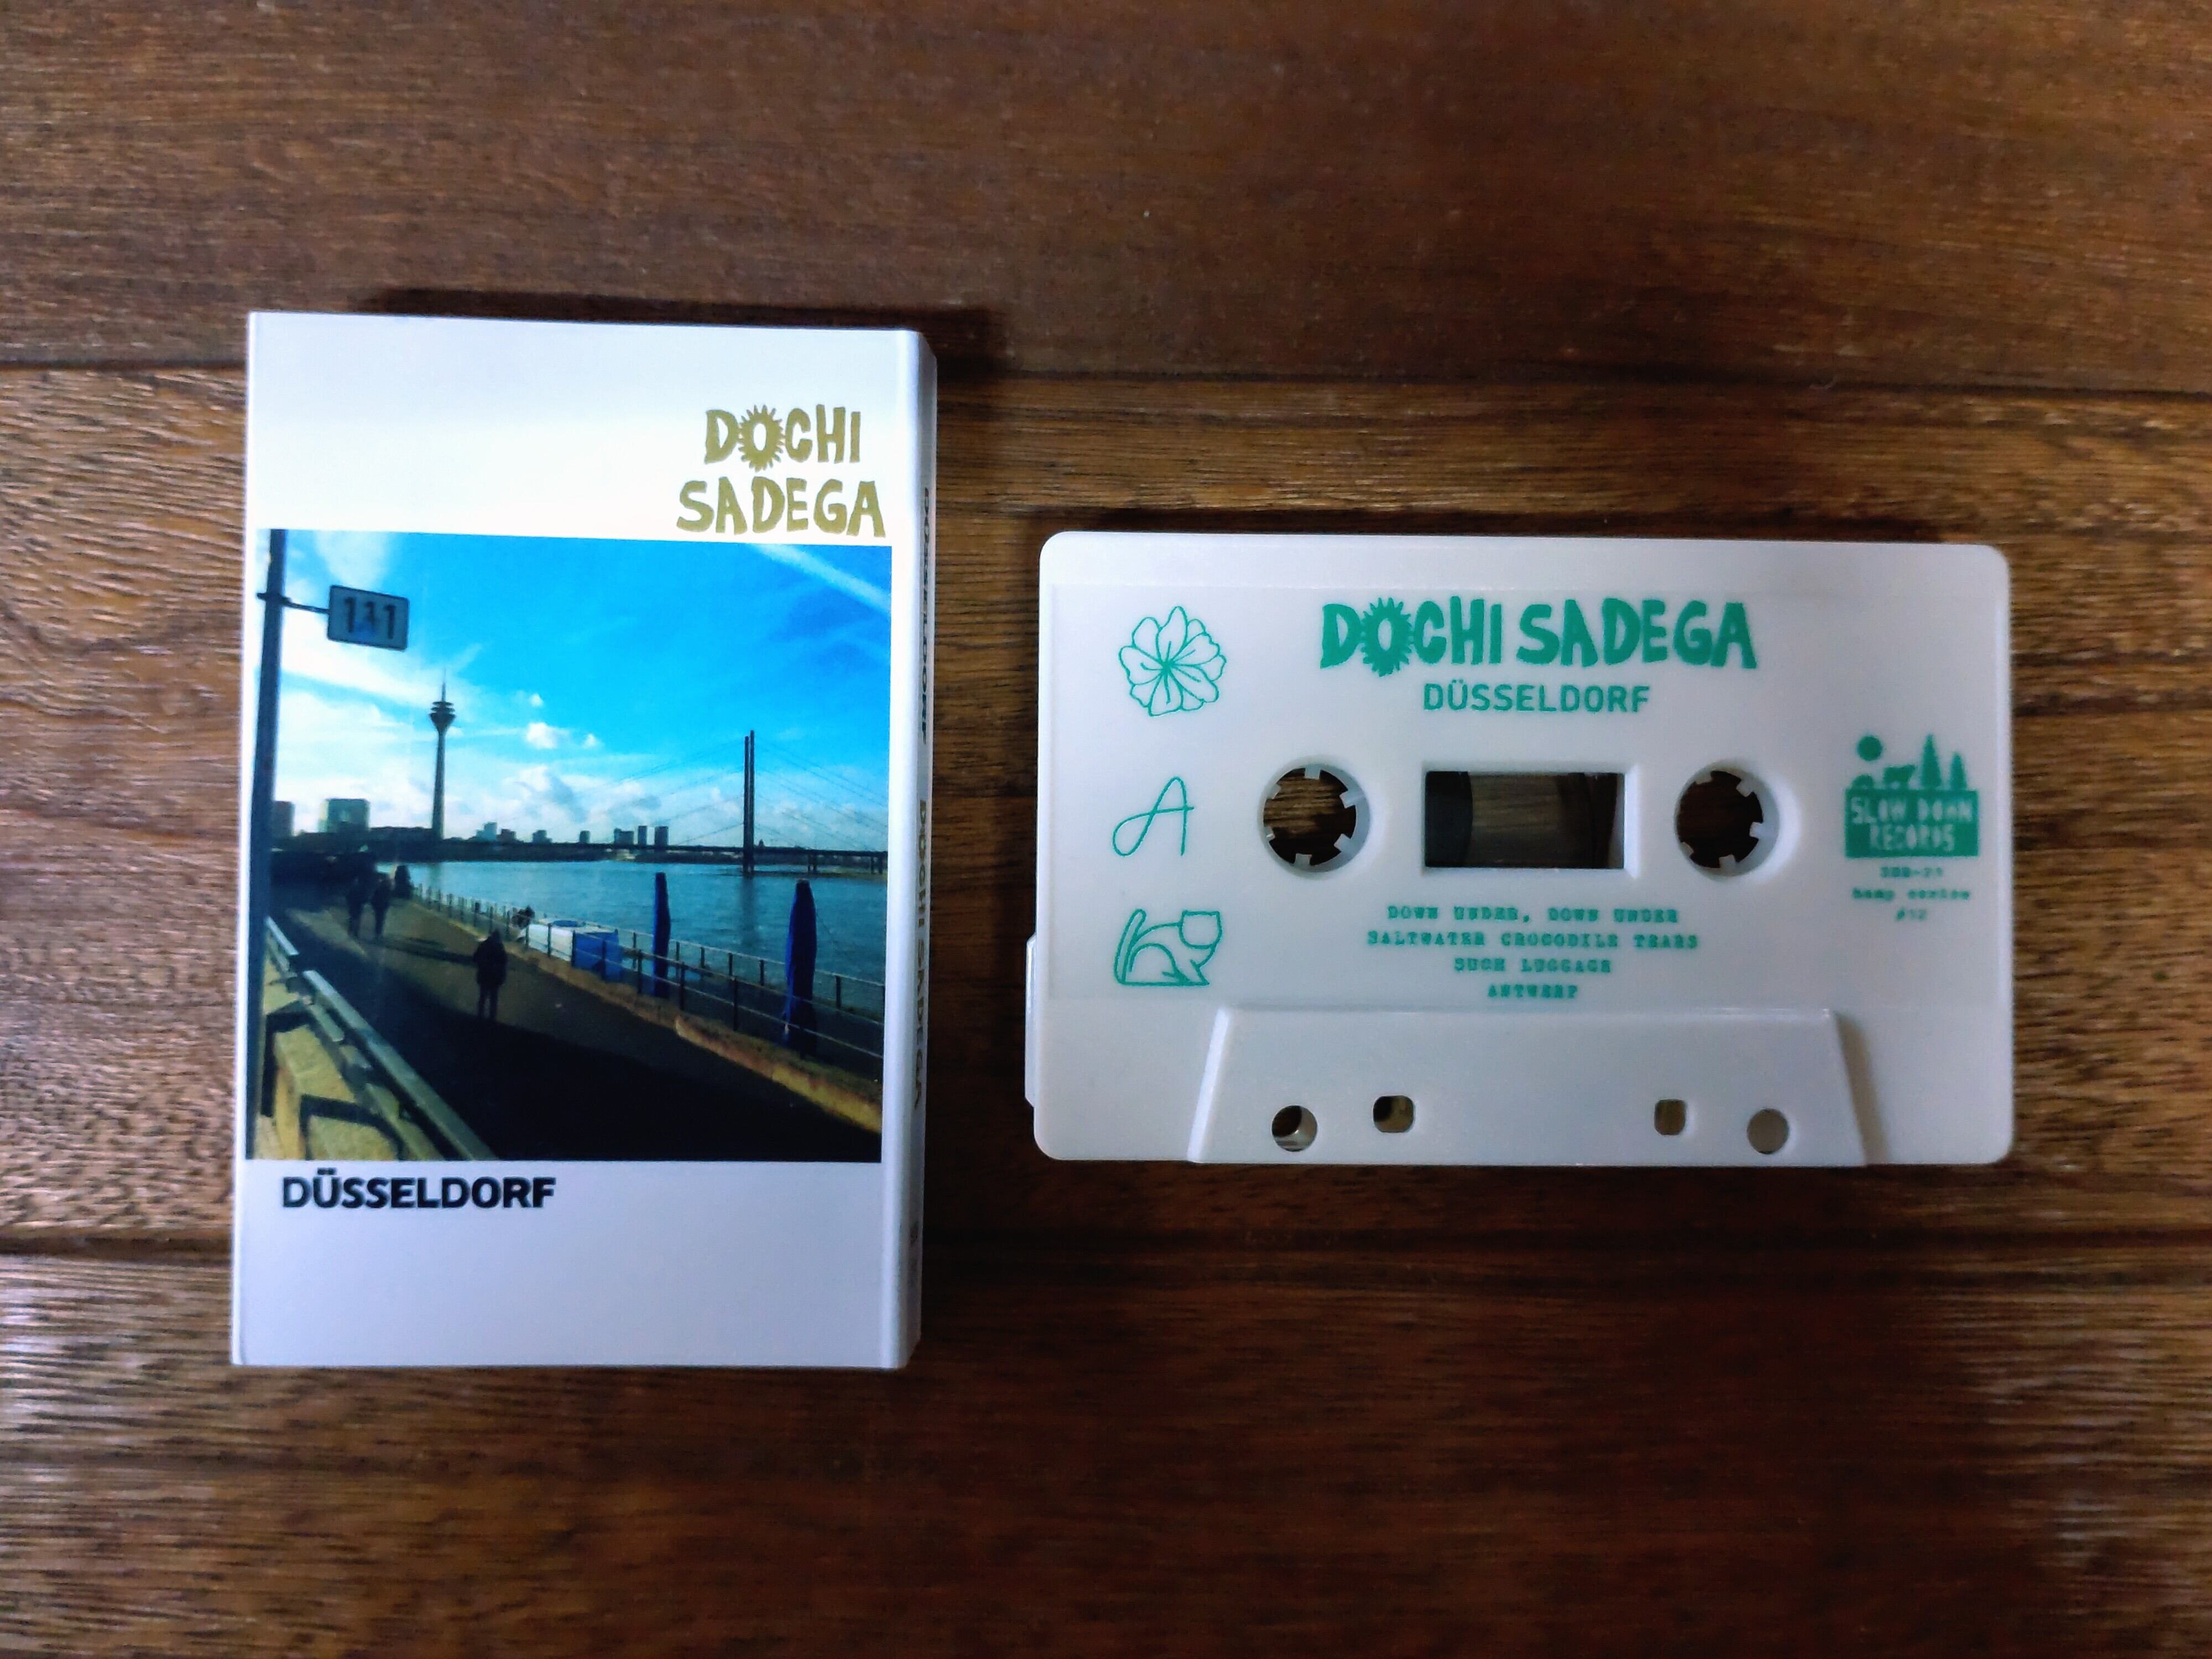 DOCHI
SADEGA
111
DÜSSELDORF
DÜSSELDORF
DOCHI SADEGA
DOCHI SADEGA
DÜSSELDORF
A
SLOW DOWN
RECORDS
DOWN UNDER, DOWN UNDER
SALTWATER CROCODILE TEARS
SUCH LUGGAGE
ANTWERP
#12